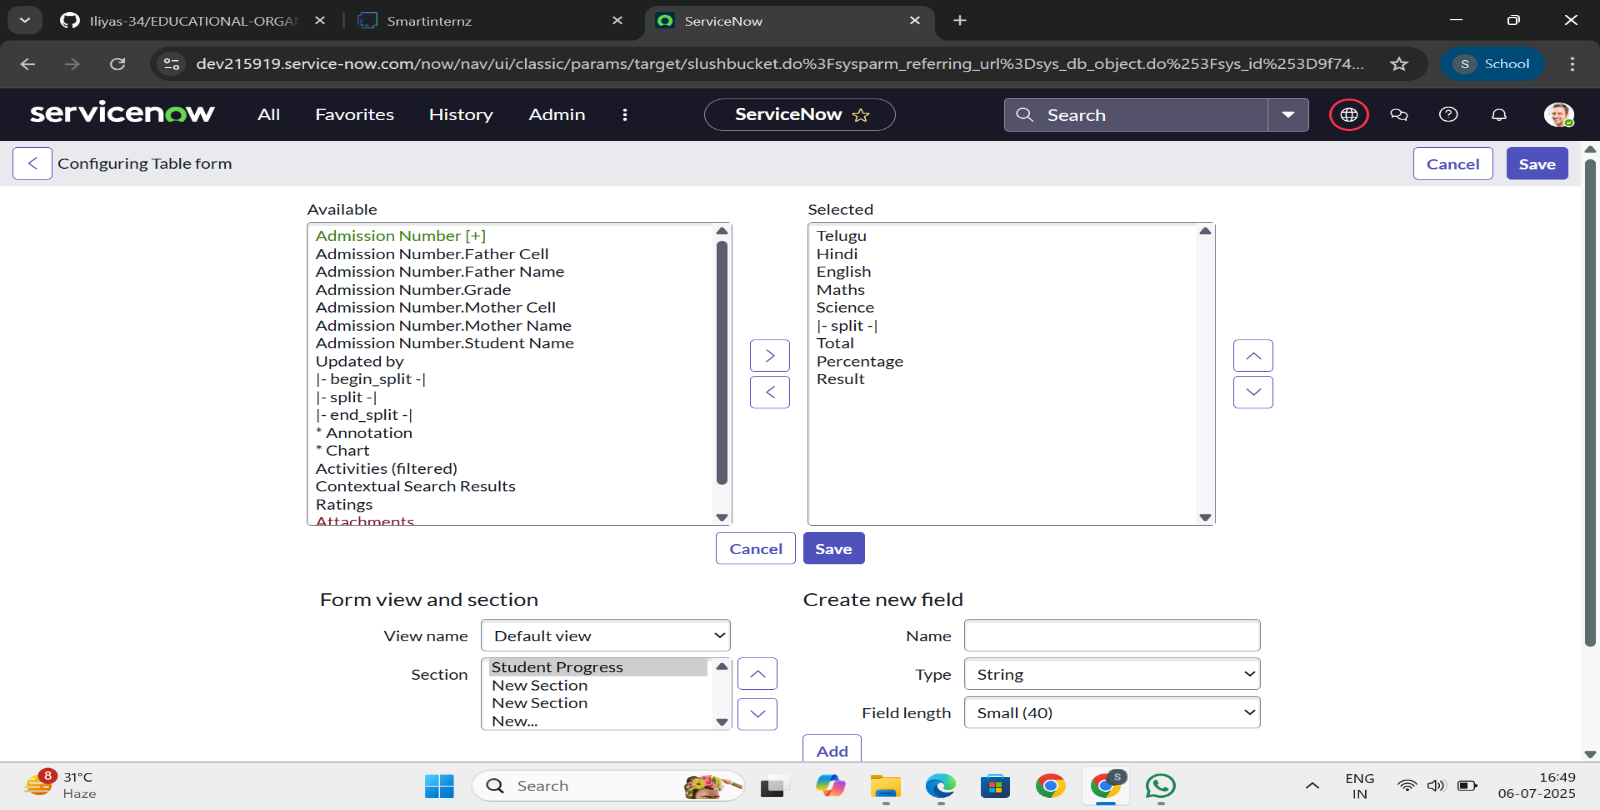 Iliyas-34/EDUCATIONAL-ORGA
Smartinternz
ServiceNow
dev215919.service-now.com/now/nav/ui/classic/params/target/slushbucket.do%3Fsysparm_referring_url%3Dsys_db_object.do%253Fsys_id%253D9f74...
S School
servicenow
All
Favorites
History
Admin
ServiceNow
Search
Configuring Table form
Cancel
Save
Available
Admission Number [+]
Admission Number.Father Cell
Admission Number.Father Name
Admission Number.Grade
Admission Number.Mother Cell
Admission Number.Mother Name
Admission Number.Student Name
Updated by
|- begin_split -|
|- split -|
|- end_split -|
* Annotation
* Chart
Activities (filtered)
Contextual Search Results
Ratings
Attachments
Selected
Telugu
Hindi
English
Maths
Science
|- split -|
Total
Percentage
Result
Cancel
Save
Form view and section
View name
Default view
Section
Student Progress
New Section
New Section
New...
Create new field
Name
Type
String
Field length
Small (40)
Add
8
31°C
Haze
Search
S
ENG
IN
16:49
06-07-2025